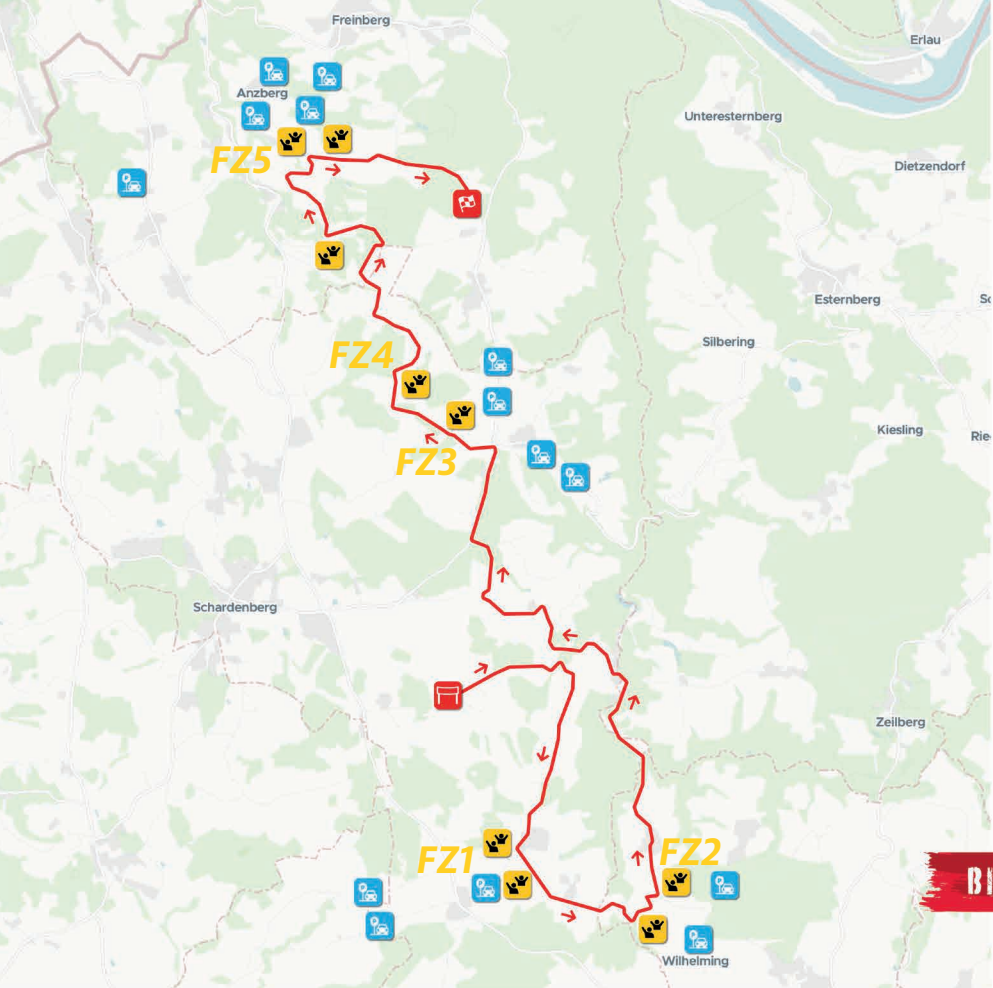 Freinberg
Erlau
Anzberg
Unteresternberg
FZ5
Dietzendorf
Esternberg
Silbering
FZ4
Kiesling
FZ3
Schardenberg
Zeilberg
FZ1
FZ2
Wilhelming